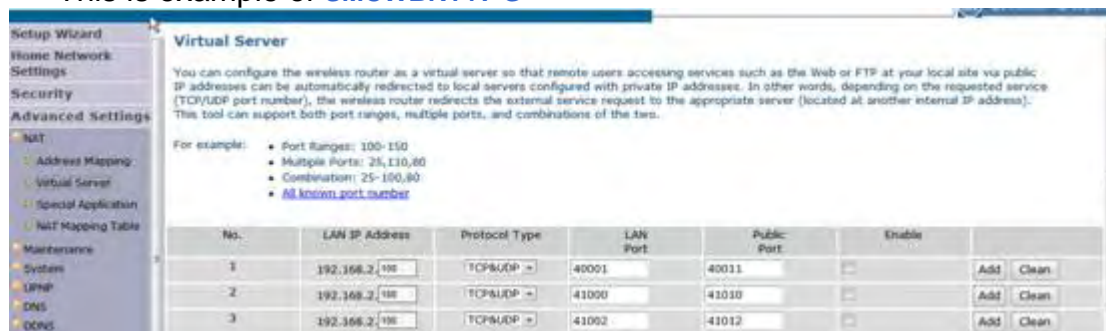 This is example of
Setup Wizard
Home Network
Settings
Security
Advanced Settings
NAT
Address Mapping
Virtual Server
Special Application
NAT Mapping Table
Maintenance
System
UPNP
DNS
DDNS
Virtual Server
You can configure the wireless router as a virtual server so that remote users accessing services such as the Web or FTP at your local site via public
IP addresses can be automatically redirected to local servers configured with private IP addresses. In other words, depending on the requested service
(TCP/UDP port number), the wireless router redirects the external service request to the appropriate server (located at another internal IP address).
This tool can support both port ranges, multiple ports, and combinations of the two.
For example:
• Port Ranges: 100-150
• Multiple Ports: 25,110,80
• Combination: 25-100,80
• All known port number
No. LAN IP Address Protocol Type LAN Port Public Port Enable
1 192.168.2. 100 TCP&UDP 40001 40011 Add Clean
2 192.168.2. 100 TCP&UDP 41000 41010 Add Clean
3 192.168.2. 100 TCP&UDP 41002 41012 Add Clean